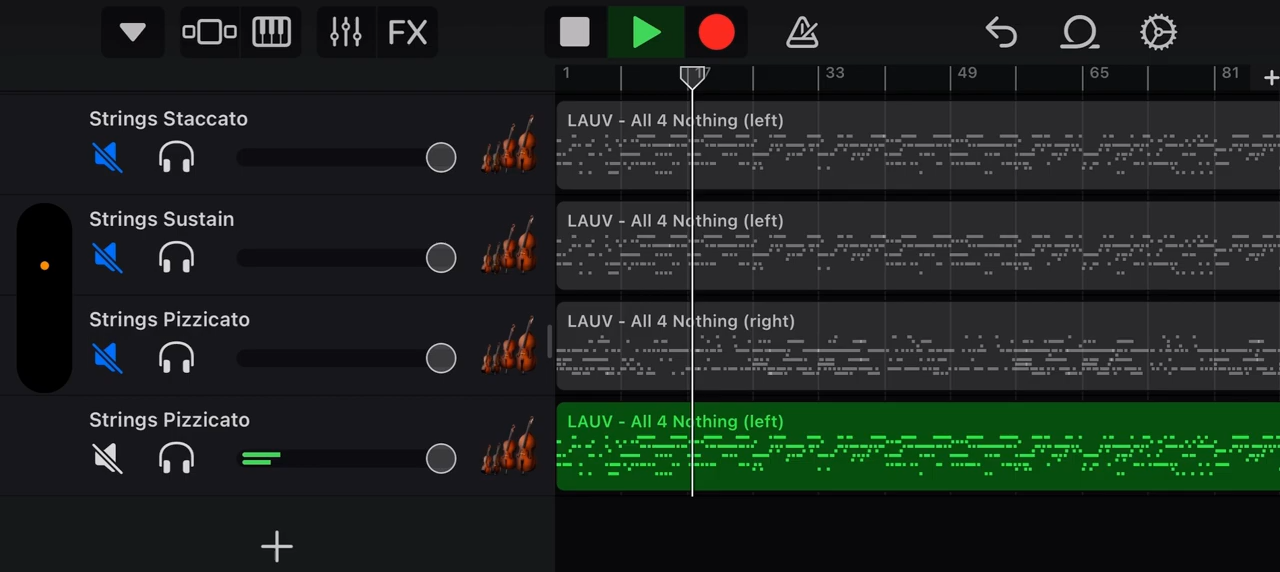 FX
1 17 33 49 65 81
Strings Staccato
LAUV - All 4 Nothing (left)
Strings Sustain
LAUV - All 4 Nothing (left)
Strings Pizzicato
LAUV - All 4 Nothing (right)
Strings Pizzicato
LAUV - All 4 Nothing (left)